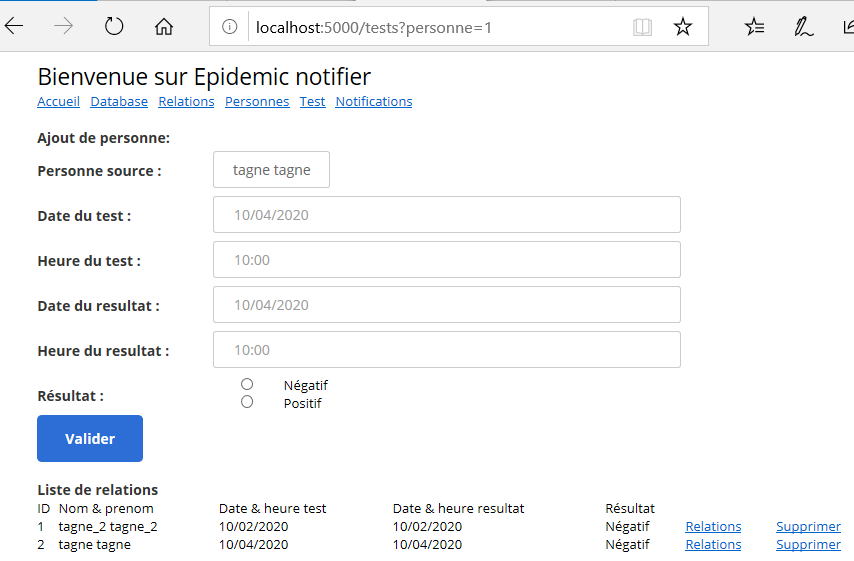 localhost:5000/tests?personne=1
Bienvenue sur Epidemic notifier
Accueil Database Relations Personnes Test Notifications
Ajout de personne:
Personne source : tagne tagne
Date du test : 10/04/2020
Heure du test : 10:00
Date du resultat : 10/04/2020
Heure du resultat : 10:00
Résultat : Négatif
Positif
Valider
Liste de relations
ID Nom & prenom Date & heure test Date & heure resultat Résultat
1 tagne_2 tagne_2 10/02/2020 10/02/2020 Négatif Relations Supprimer
2 tagne tagne 10/04/2020 10/04/2020 Négatif Relations Supprimer